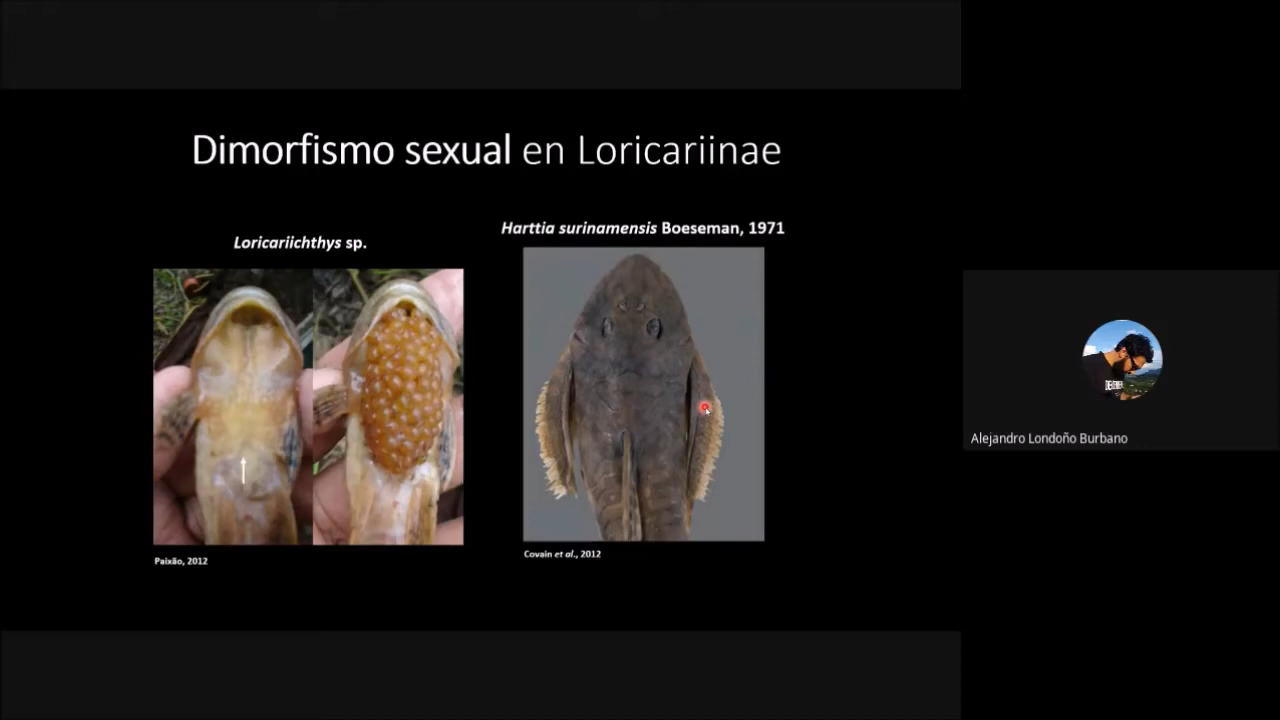 Dimorfismo sexual en Loricariinae
Loricariichthys sp.
Harttia surinamensis Boeseman, 1971
Paixão, 2012
Covain et al., 2012
Alejandro Londoño Burbano